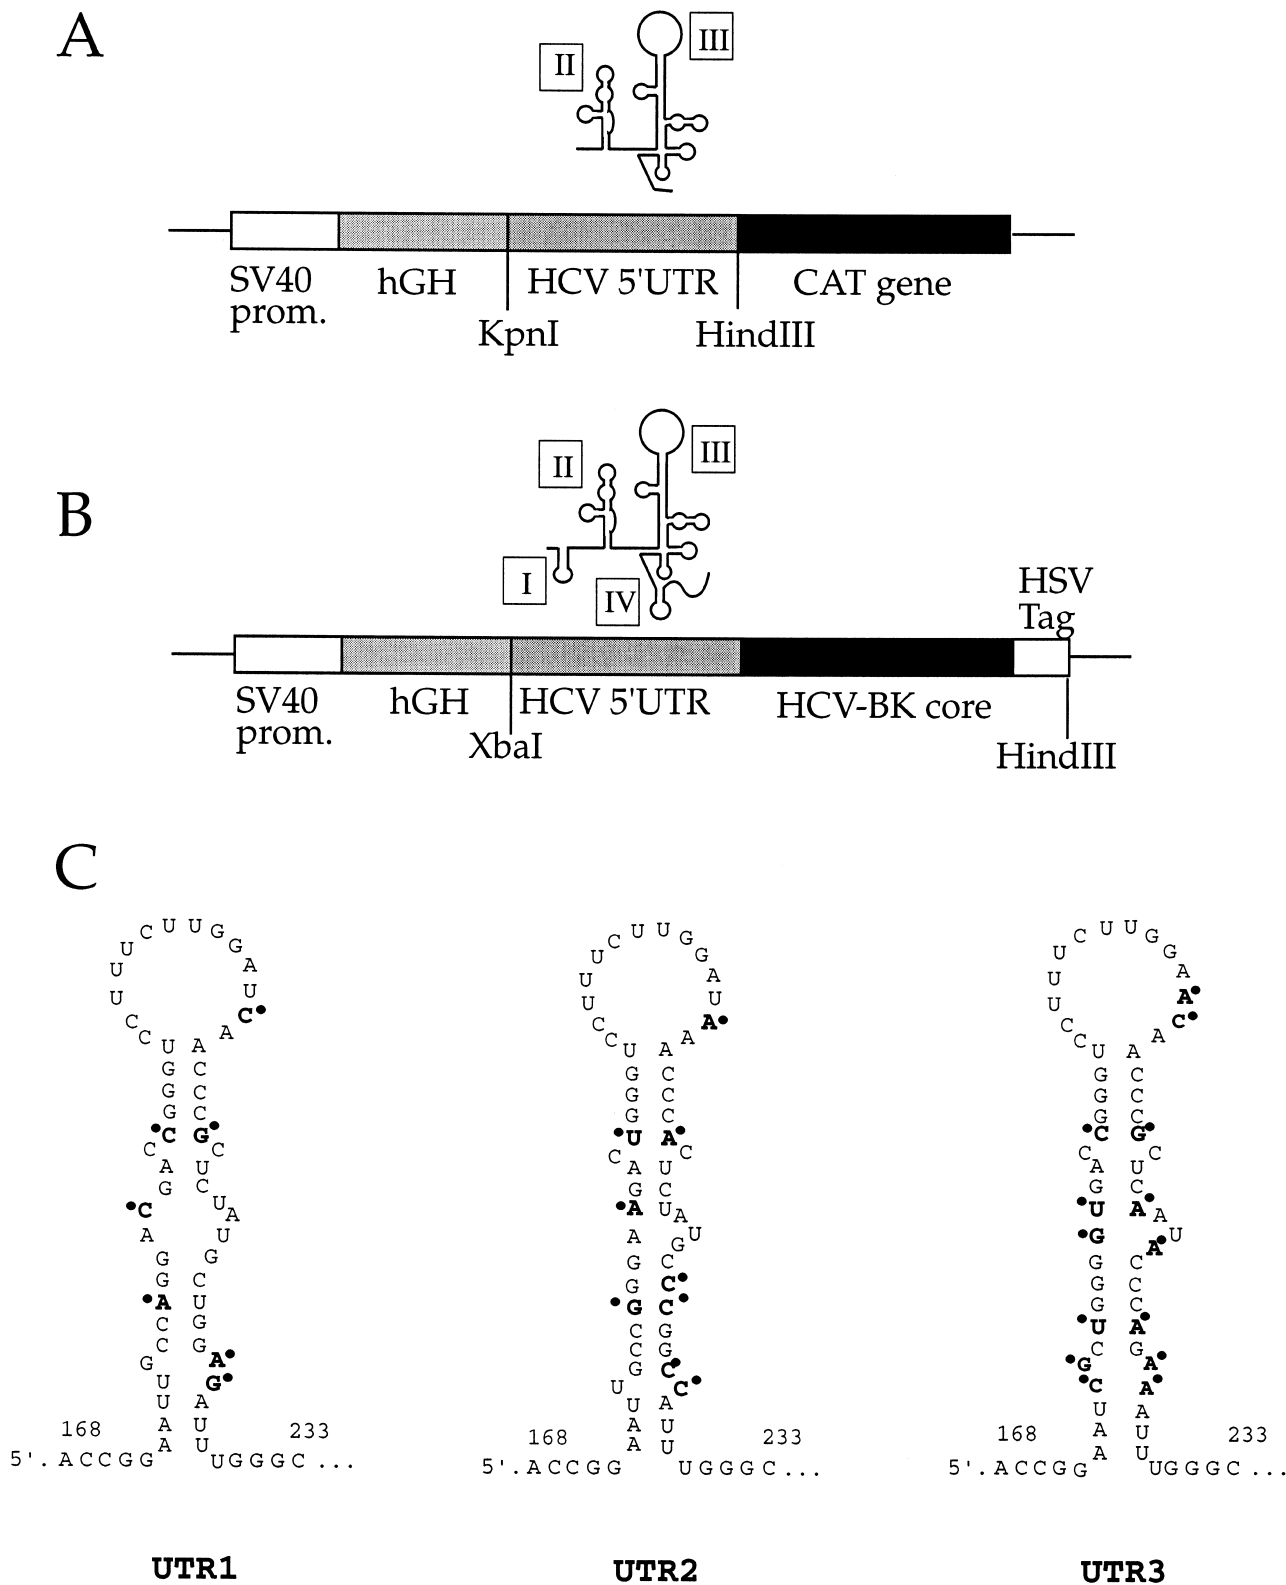 A
II
III
SV40 prom.
hGH
HCV 5'UTR
CAT gene
KpnI
HindIII
B
II
III
I
IV
HSV Tag
SV40 prom.
hGH
HCV 5'UTR
HCV-BK core
XbaI
HindIII
C
U U U C U U G G A U C A
C C
U A
G C
G C
G C
C G
C C
A U
G C
C U A U
A G
G C
G U
A G
C G
C A
G G
U A
U U
A U
A U
168
233
5'.ACCGG
UGGGC...
UTR1
U U U C U U G G A U A A
C C
U A
G C
G C
G C
U A
C C
A U
G C
A U A U
A G
G C
G C
G C
C G
C G
G C
U C
U A
A U
A U
168
233
5'.ACCGG
UGGGC...
UTR2
U U U C U U G G A A C A
C C
U A
G C
G C
G C
C G
C C
A U
G C
U A A U
G A
G C
G C
G C
U A
C G
G A
C A
U A
A U
A U
168
233
5'.ACCGG
UGGGC...
UTR3